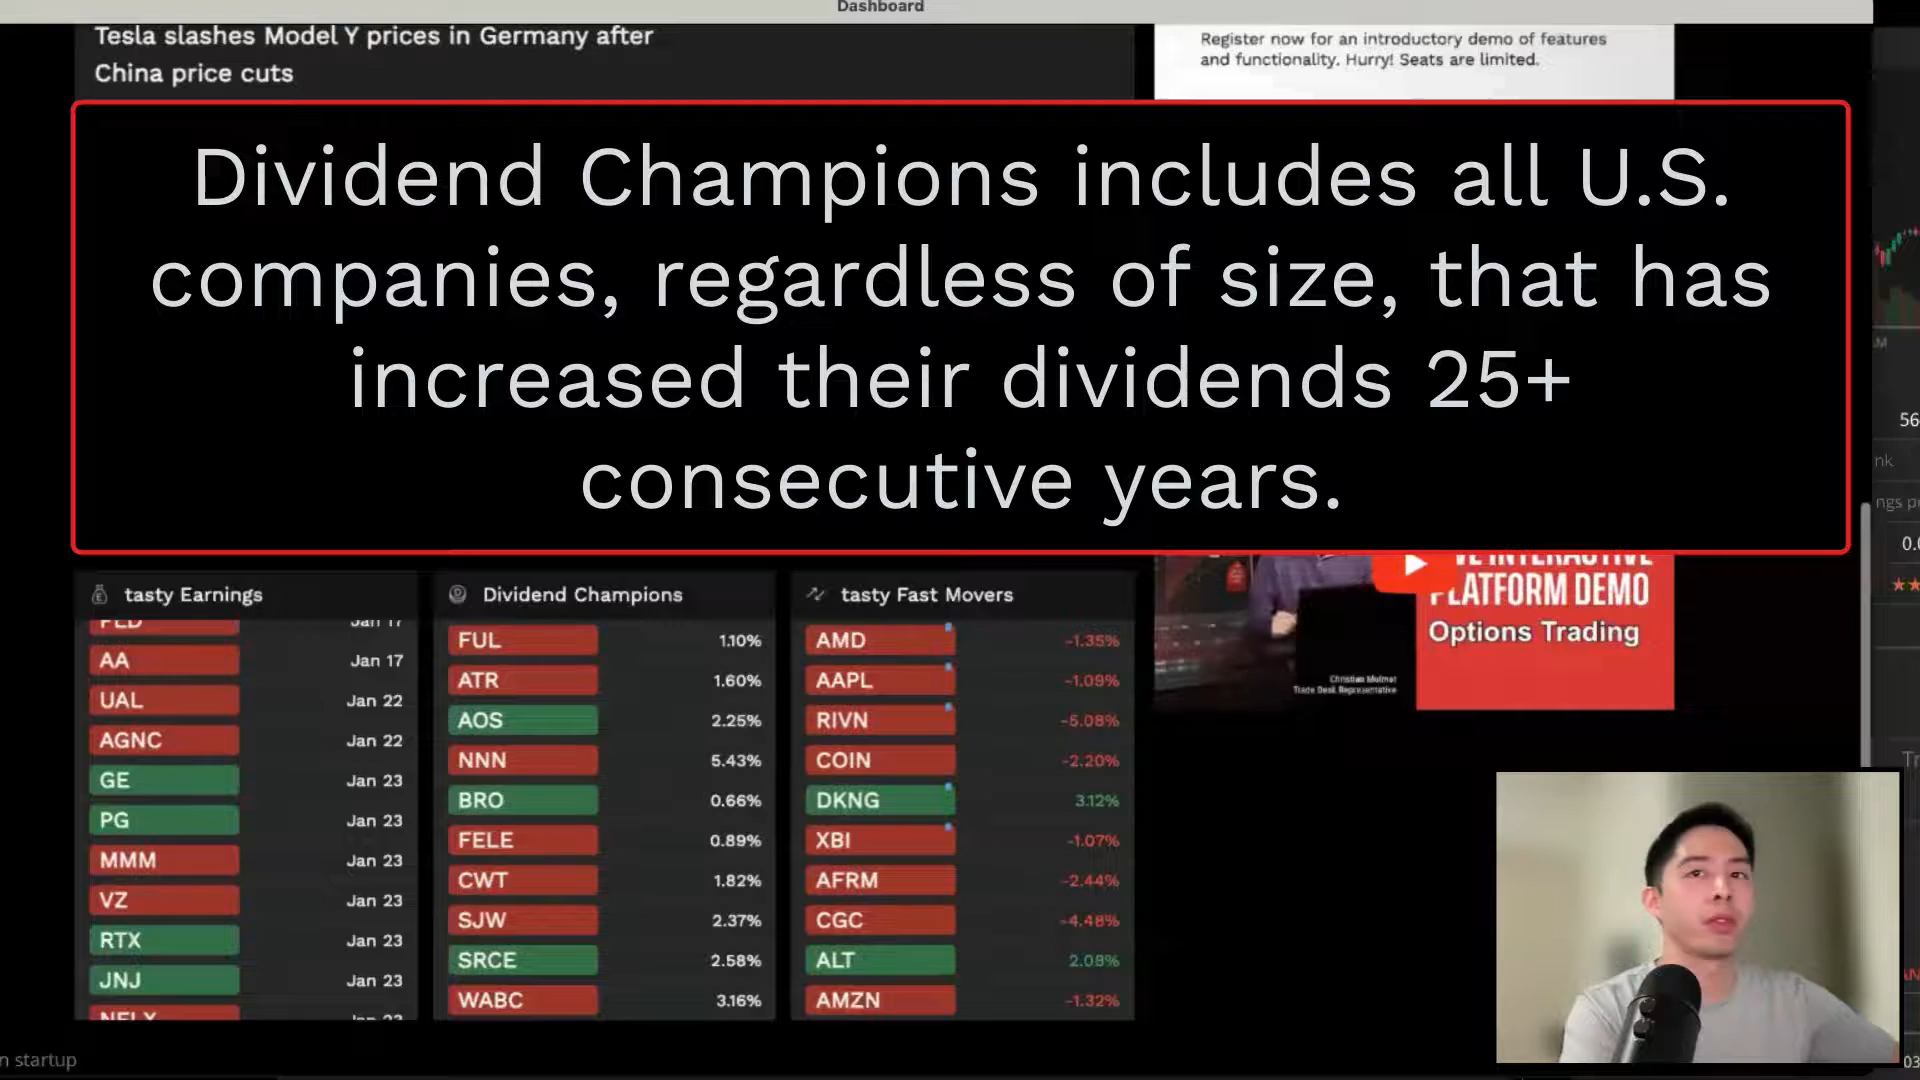 Dashboard
Tesla slashes Model Y prices in Germany after
China price cuts
Register now for an introductory demo of features
and functionality. Hurry! Seats are limited.
Dividend Champions includes all U.S.
companies, regardless of size, that has
increased their dividends 25+
consecutive years.
PLATFORM DEMO
Options Trading
Christian Molmer
Trade Desk Representative
tasty Earnings
AA Jan 17
UAL Jan 22
AGNC Jan 22
GE Jan 23
PG Jan 23
MMM Jan 23
VZ Jan 23
RTX Jan 23
JNJ Jan 23
Dividend Champions
FUL 1.10%
ATR 1.60%
AOS 2.25%
NNN 5.43%
BRO 0.66%
FELE 0.89%
CWT 1.82%
SJW 2.37%
SRCE 2.58%
WABC 3.16%
tasty Fast Movers
AMD -1.35%
AAPL -1.09%
RIVN -5.08%
COIN -2.20%
DKNG 3.12%
XBI -1.07%
AFRM -2.44%
CGC -4.48%
ALT 2.08%
AMZN -1.32%
n startup